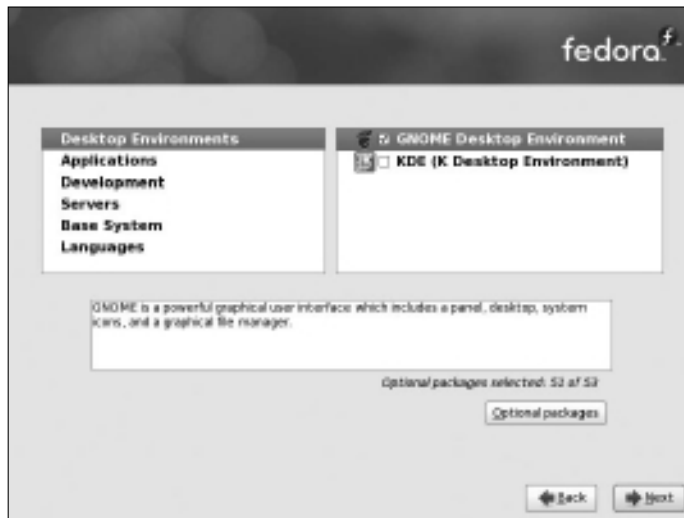 fedora
Desktop Environments
Applications
Development
Servers
Base System
Languages
GNOME Desktop Environment
KDE (K Desktop Environment)
GNOME is a powerful graphical user interface which includes a panel, desktop, system
icons, and a graphical file manager.
Optional packages selected: 51 of 53
Optional packages
Back
Next